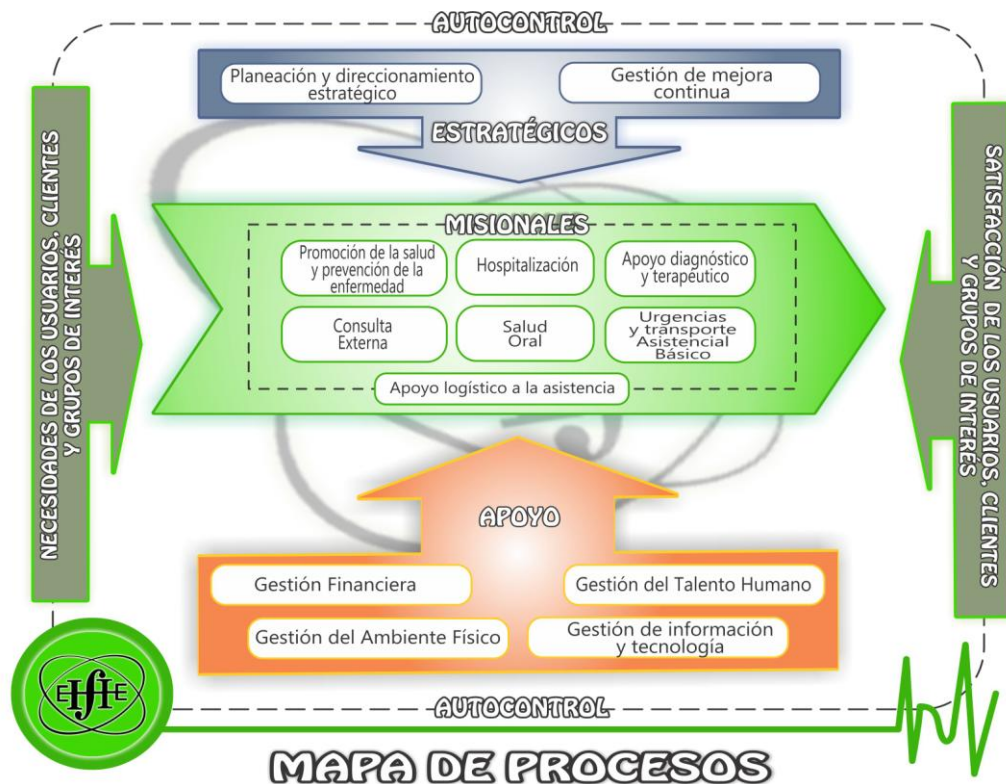 AUTOCONTROL
Planeación y direccionamiento
estratégico
Gestión de mejora
continua
ESTRATÉGICOS
NECESIDADES DE LOS USUARIOS, CLIENTES
Y GRUPOS DE INTERÉS
MISIONALES
Promoción de la salud
y prevención de la
enfermedad
Hospitalización
Apoyo diagnóstico
y terapéutico
Consulta
Externa
Salud
Oral
Urgencias
y transporte
Asistencial
Básico
Apoyo logístico a la asistencia
SATISFACCIÓN DE LOS USUARIOS, CLIENTES
Y GRUPOS DE INTERÉS
APOYO
Gestión Financiera
Gestión del Talento Humano
Gestión del Ambiente Físico
Gestión de información
y tecnología
AUTOCONTROL
MAPA DE PROCESOS